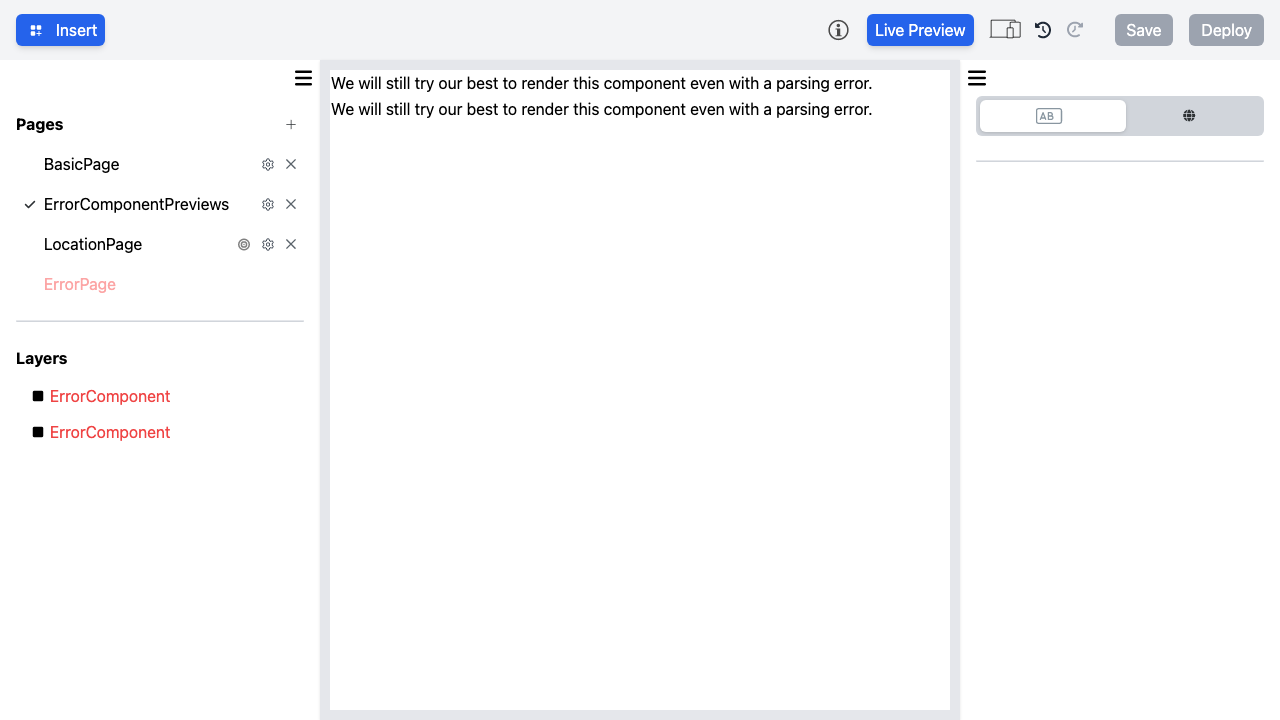 Insert
Live Preview
Save
Deploy
Pages
BasicPage
ErrorComponentPreviews
LocationPage
ErrorPage
Layers
ErrorComponent
ErrorComponent
We will still try our best to render this component even with a parsing error.
We will still try our best to render this component even with a parsing error.
AB